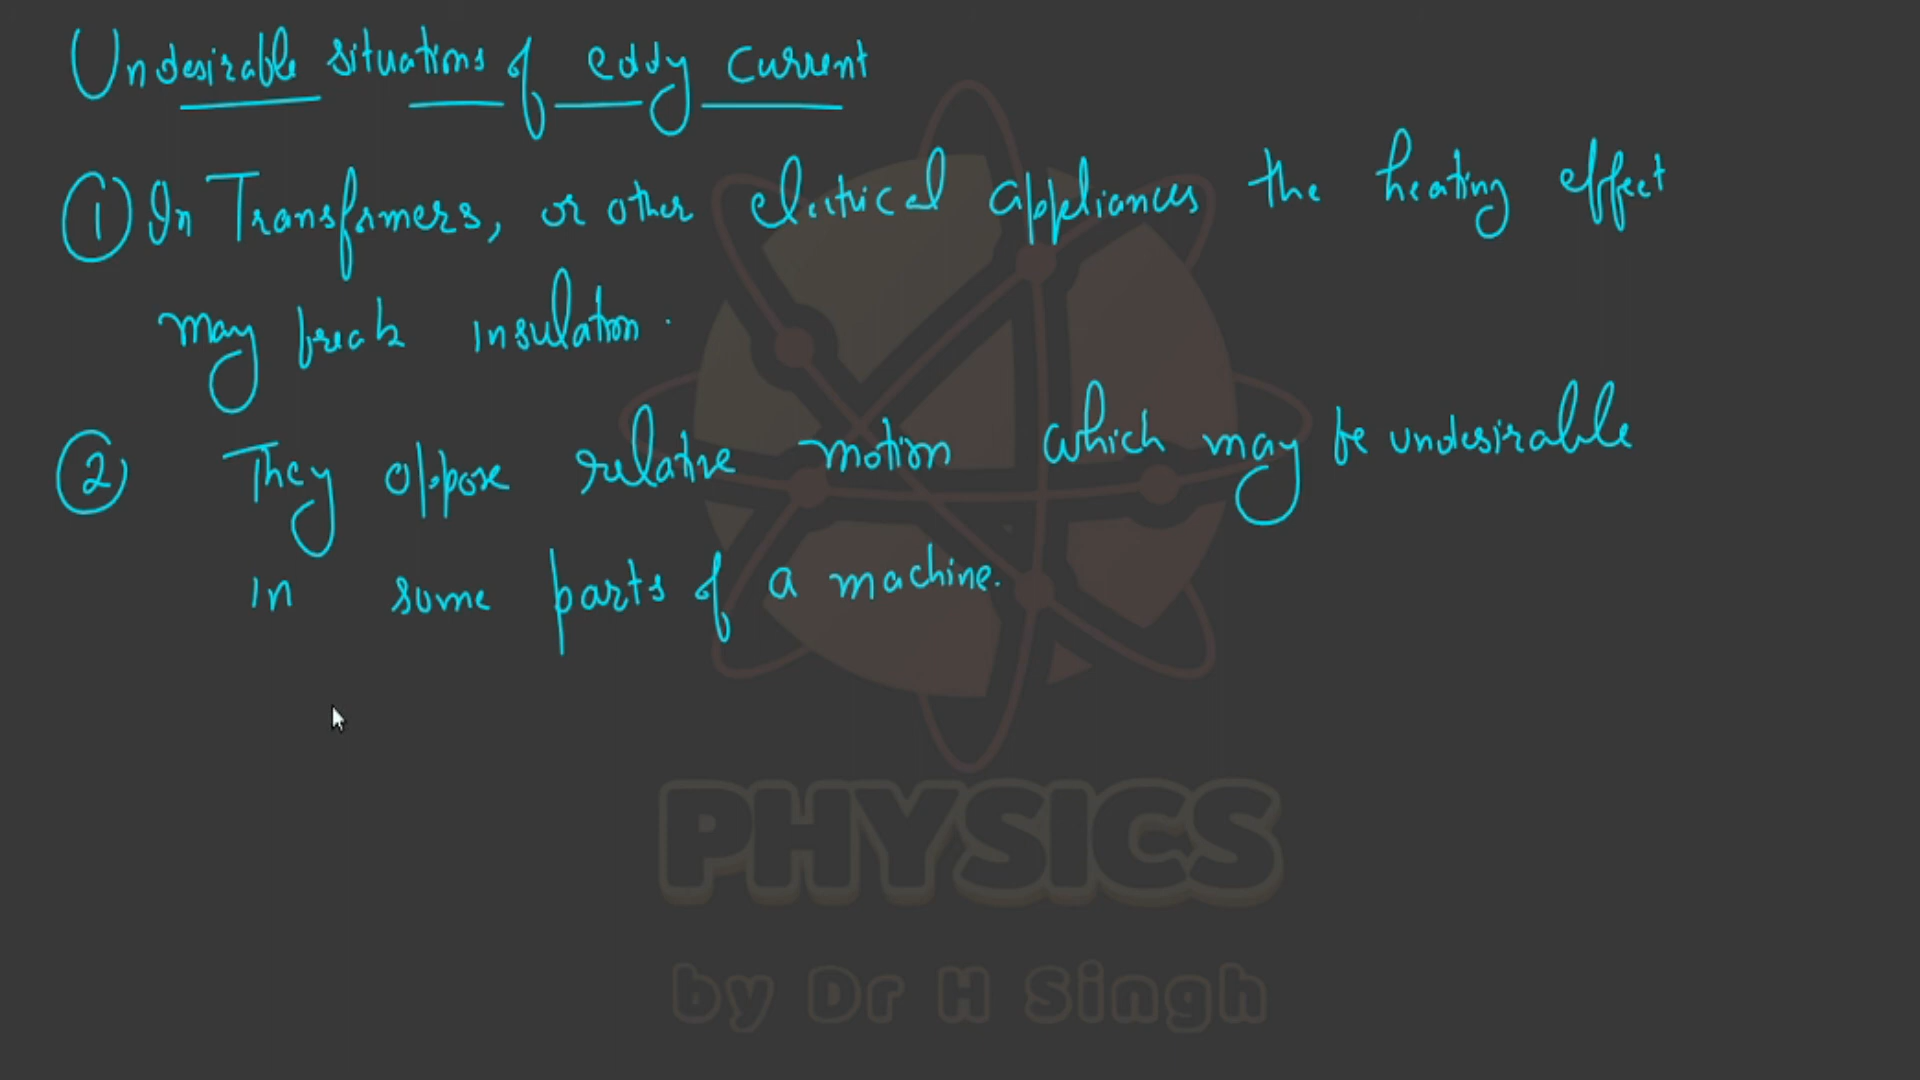 Undesirable situations of eddy current
① In Transformers, or other electrical appliances the heating effect
may break insulation.
② They oppose relative motion which may be undesirable
in some parts of a machine.
PHYSICS
by Dr H Singh